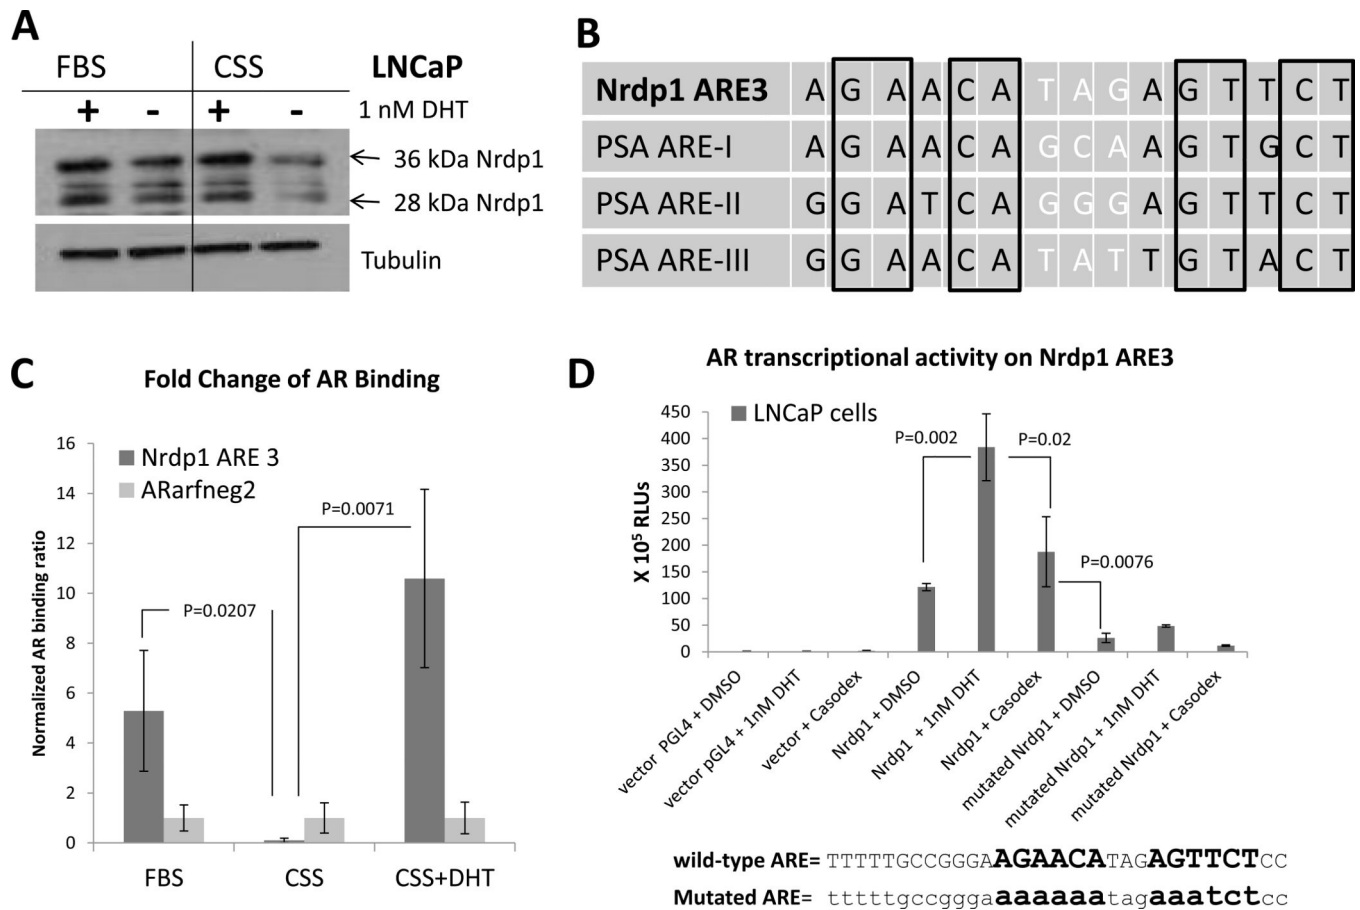 A
FBS CSS LNCaP
+ - + - 1 nM DHT
36 kDa Nrdp1
28 kDa Nrdp1
Tubulin
B
Nrdp1 ARE3 A G A A C A T A G A G T T C T
PSA ARE-I A G A A C A G C A A G T G C T
PSA ARE-II G G A T C A G G G A G T T C T
PSA ARE-III G G A A C A T A T T G T A C T
C
Fold Change of AR Binding
Normalized AR binding ratio
16
14
12
10
8
6
4
2
0
Nrdp1 ARE 3
ARarfneg2
P=0.0071
P=0.0207
FBS CSS CSS+DHT
D
AR transcriptional activity on Nrdp1 ARE3
X 10⁵ RLUs
450
400
350
300
250
200
150
100
50
0
LNCaP cells
P=0.002
P=0.02
P=0.0076
vector PGL4 + DMSO
vector pGL4 + 1nM DHT
vector + Casodex
Nrdp1 + DMSO
Nrdp1 + 1nM DHT
Nrdp1 + Casodex
mutated Nrdp1 + DMSO
mutated Nrdp1 + 1nM DHT
mutated Nrdp1 + Casodex
wild-type ARE= TTTTTGCCGGGAAGAACATAGAGTTCTCC
Mutated ARE= tttttgccgggaaaaaaatagaaatctcc